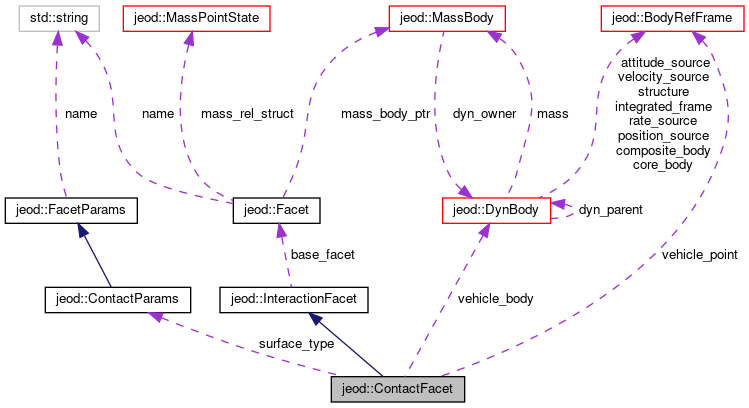 std::string
jeod::MassPointState
jeod::MassBody
jeod::BodyRefFrame
name
name
mass_rel_struct
mass_body_ptr
dyn_owner
mass
attitude_source
velocity_source
structure
integrated_frame
rate_source
position_source
composite_body
core_body
jeod::FacetParams
jeod::Facet
jeod::DynBody
dyn_parent
base_facet
vehicle_point
jeod::ContactParams
jeod::InteractionFacet
vehicle_body
surface_type
jeod::ContactFacet